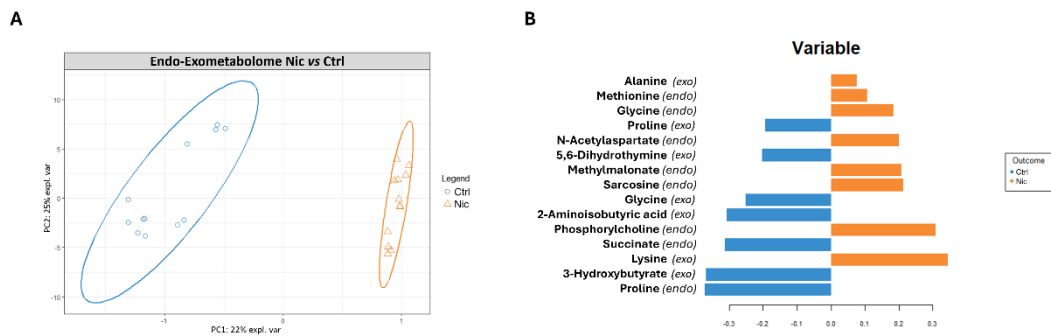 A
Endo-Exometabolome Nic vs Ctrl
PC2: 25% expl. var
10
5
0
-5
-10
-1
0
1
PC1: 22% expl. var
Legend
Ctrl
Nic
B
Variable
Alanine (exo)
Methionine (endo)
Glycine (endo)
Proline (exo)
N-Acetylaspartate (endo)
5,6-Dihydrothymine (exo)
Methylmalonate (endo)
Sarcosine (endo)
Glycine (exo)
2-Aminoisobutyric acid (exo)
Phosphorylcholine (endo)
Succinate (endo)
Lysine (exo)
3-Hydroxybutyrate (exo)
Proline (endo)
-0.3 -0.2 -0.1 0.0 0.1 0.2 0.3
Outcome
Ctrl
Nic